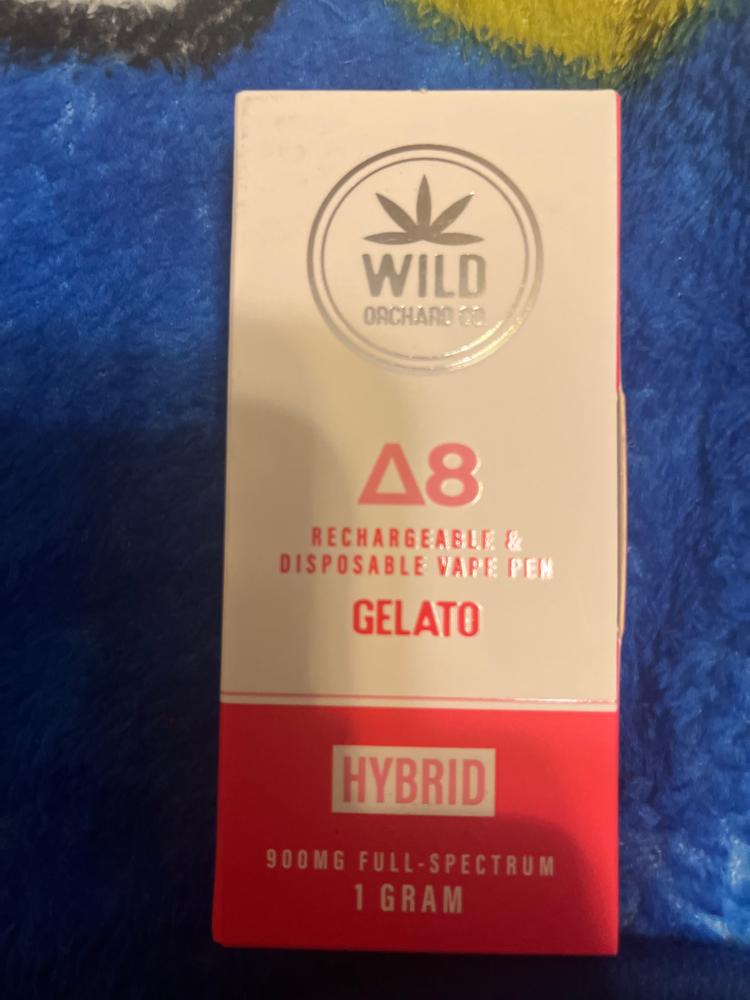 WILD
ORCHARD CO.
Δ8
RECHARGEABLE &
DISPOSABLE VAPE PEN
GELATO
HYBRID
900MG FULL-SPECTRUM
1 GRAM